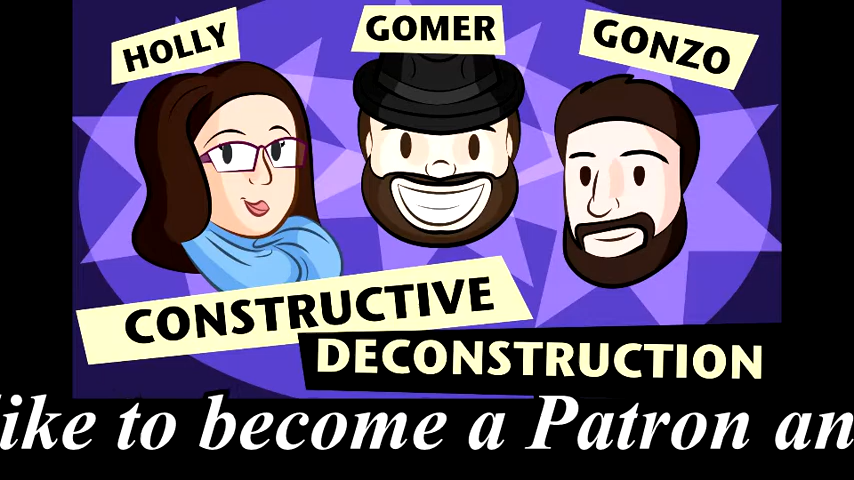 HOLLY
GOMER
GONZO
CONSTRUCTIVE
DECONSTRUCTION
like to become a Patron an